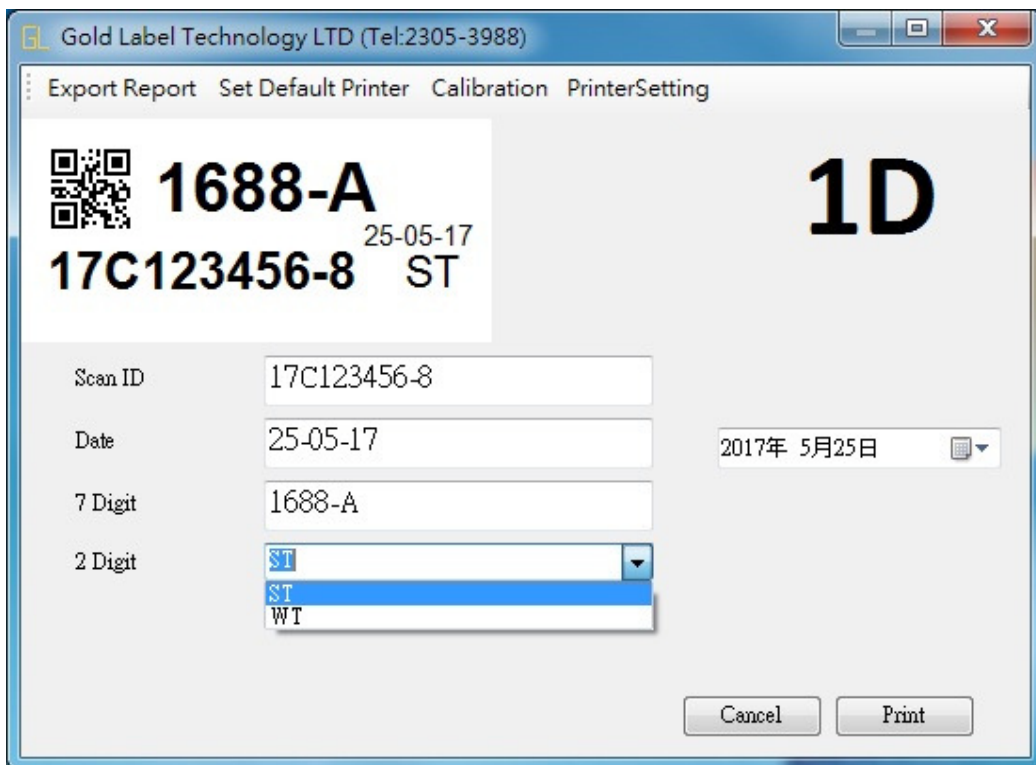 GL Gold Label Technology LTD (Tel:2305-3988)
Export Report Set Default Printer Calibration PrinterSetting
1688-A
1D
25-05-17
17C123456-8
ST
Scan ID 17C123456-8
Date 25-05-17 2017年 5月25日
7 Digit 1688-A
2 Digit ST
ST
WT
Cancel Print